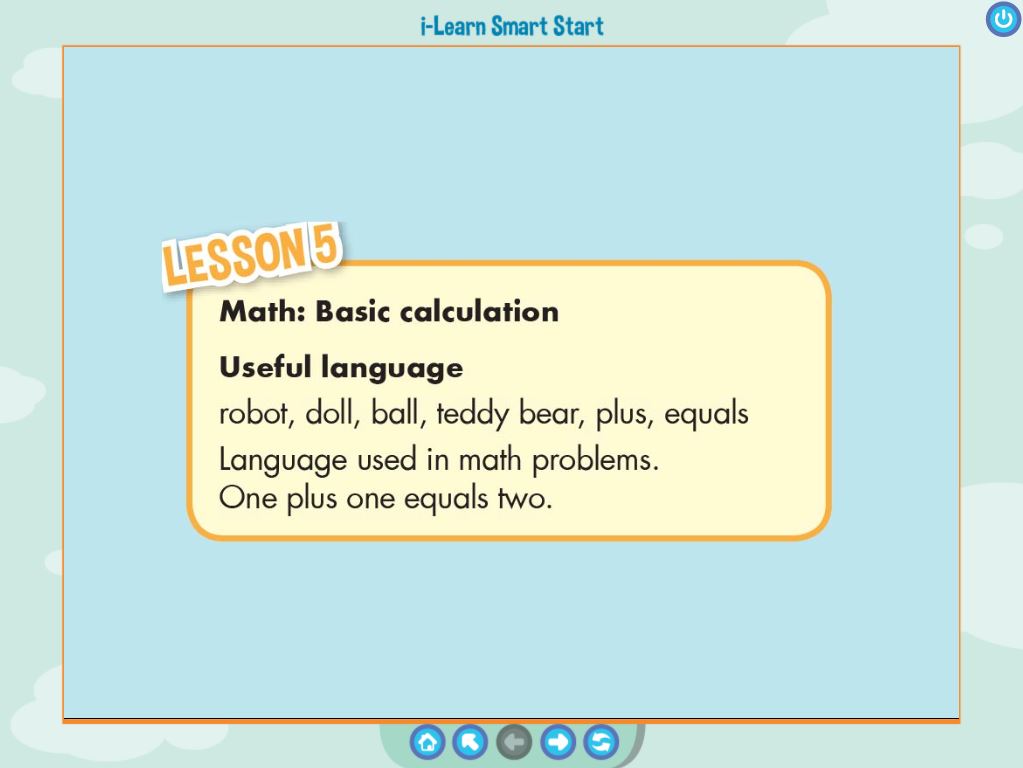 i-Learn Smart Start
LESSON 5
Math: Basic calculation
Useful language
robot, doll, ball, teddy bear, plus, equals
Language used in math problems.
One plus one equals two.